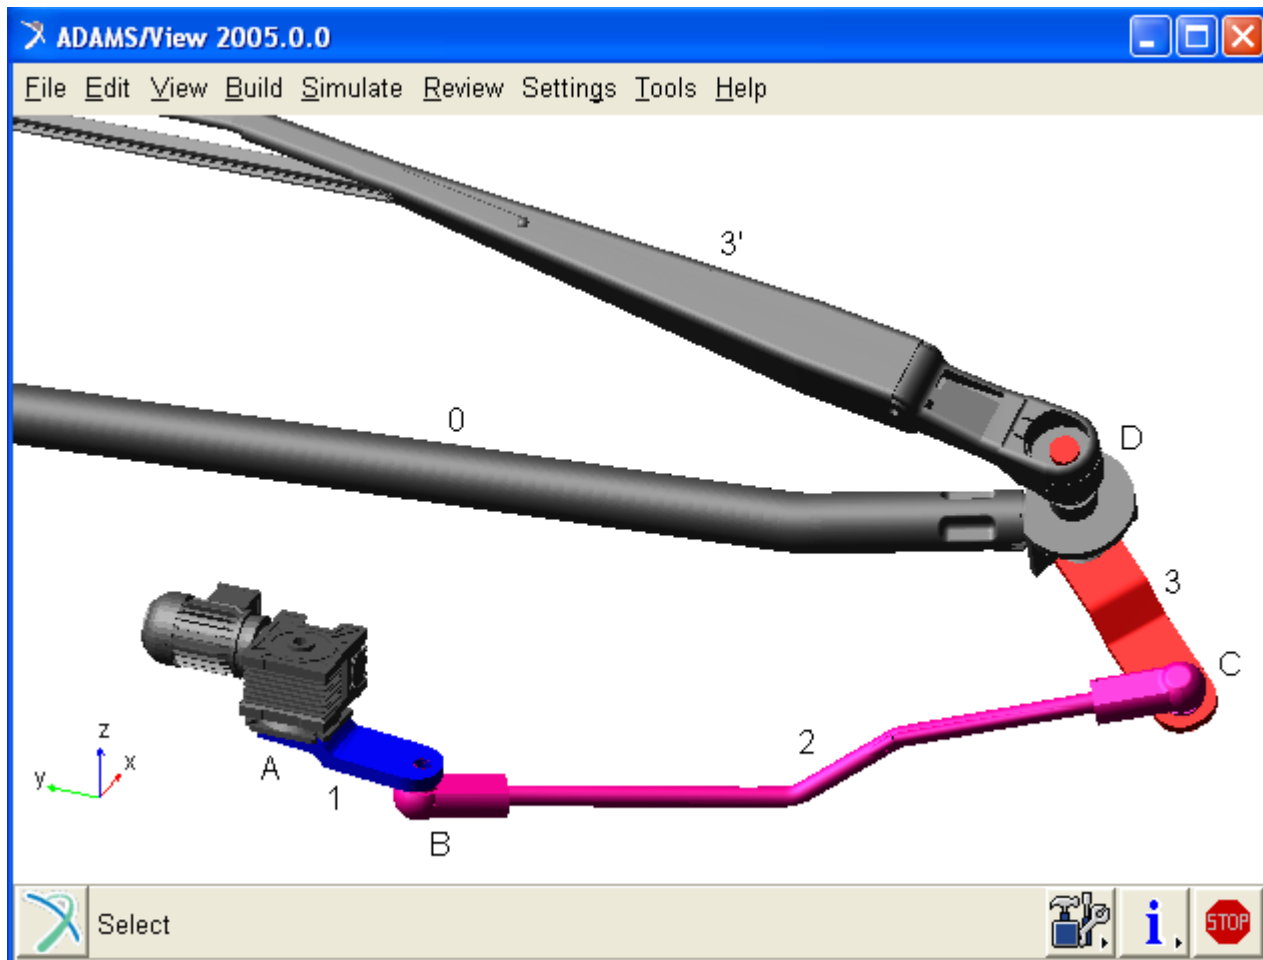 ADAMS/View 2005.0.0
File Edit View Build Simulate Review Settings Tools Help
3'
0
D
3
C
z
x
y
A
2
1
B
Select
i
STOP